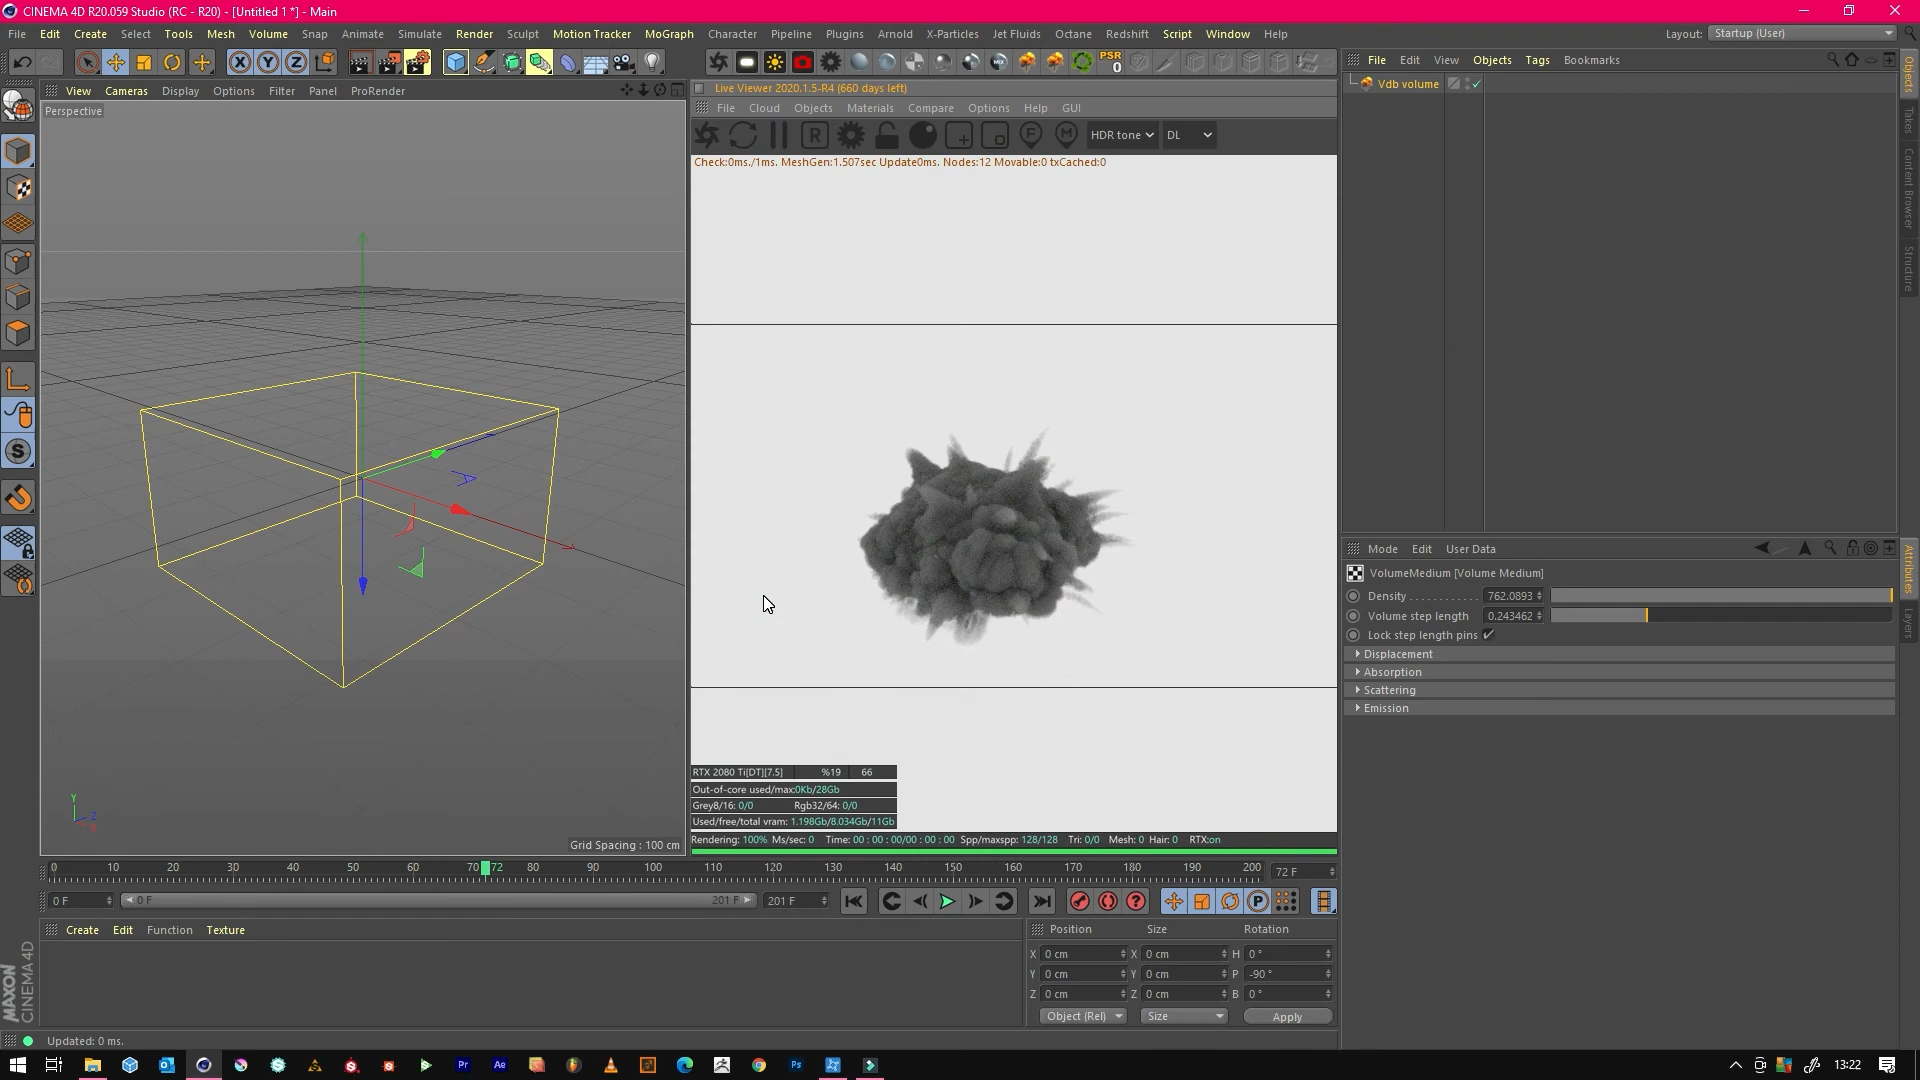 CINEMA 4D R20.059 Studio (RC - R20) - [Untitled 1 *] - Main
File Edit Create Select Tools Mesh Volume Snap Animate Simulate Render Sculpt Motion Tracker MoGraph Character Pipeline Plugins Arnold X-Particles Jet Fluids Octane Redshift Script Window Help Layout: Startup (User)
X Y Z PSR 0
View Cameras Display Options Filter Panel ProRender
Perspective
Grid Spacing : 100 cm
Live Viewer 2020.1.5-R4 (660 days left)
File Cloud Objects Materials Compare Options Help GUI
R F M HDR tone DL
Check:0ms./1ms. MeshGen:1.507sec Update0ms. Nodes:12 Movable:0 txCached:0
RTX 2080 Ti[DT][7.5] %19 66
Out-of-core used/max:0Kb/28Gb
Grey8/16: 0/0 Rgb32/64: 0/0
Used/free/total vram: 1.198Gb/8.034Gb/11Gb
Rendering: 100% Ms/sec: 0 Time: 00 : 00 : 00/00 : 00 : 00 Spp/maxspp: 128/128 Tri: 0/0 Mesh: 0 Hair: 0 RTX:on
File Edit View Objects Tags Bookmarks
Vdb volume
Objects
Takes
Content Browser
Structure
Mode Edit User Data
VolumeMedium [Volume Medium]
Density . . . . . . . . . . . . 762.0893
Volume step length 0.243462
Lock step length pins
Displacement
Absorption
Scattering
Emission
Attributes
Layers
0 10 20 30 40 50 60 70 72 80 90 100 110 120 130 140 150 160 170 180 190 200 72 F
0 F 0 F 201 F 201 F
Create Edit Function Texture
Position Size Rotation
X 0 cm X 0 cm H 0 °
Y 0 cm Y 0 cm P -90 °
Z 0 cm Z 0 cm B 0 °
Object (Rel) Size Apply
MAXON CINEMA 4D
Updated: 0 ms.
Pr Ae Ps 13:22